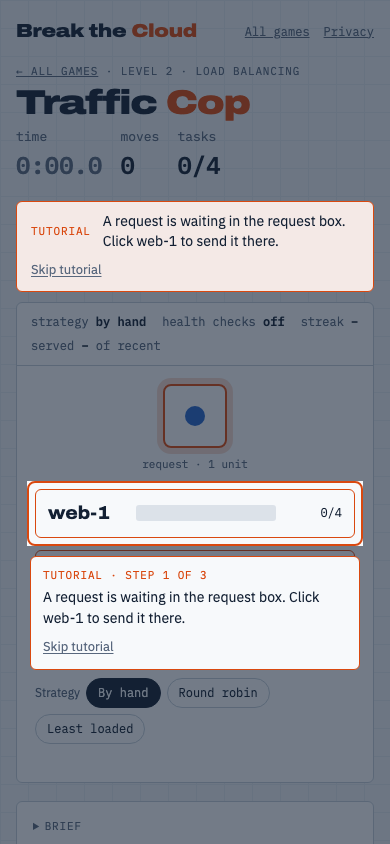 Break the Cloud
All games Privacy
← ALL GAMES · LEVEL 2 · LOAD BALANCING
Traffic Cop
time moves tasks
0:00.0 0 0/4
TUTORIAL
A request is waiting in the request box.
Click web-1 to send it there.
Skip tutorial
strategy by hand health checks off streak –
served – of recent
request · 1 unit
web-1 0/4
TUTORIAL · STEP 1 OF 3
A request is waiting in the request box. Click
web-1 to send it there.
Skip tutorial
Strategy By hand Round robin
Least loaded
▶ BRIEF